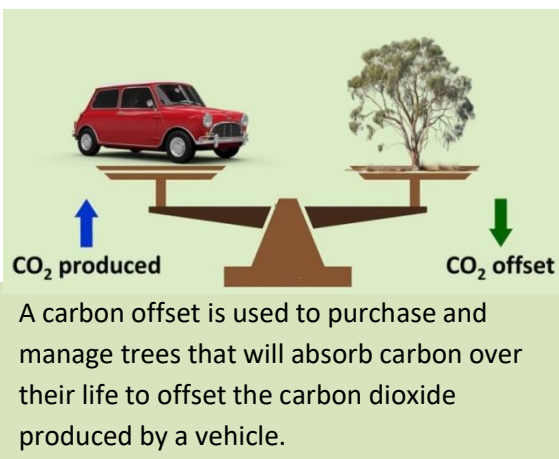 CO₂ produced
CO₂ offset
A carbon offset is used to purchase and
manage trees that will absorb carbon over
their life to offset the carbon dioxide
produced by a vehicle.